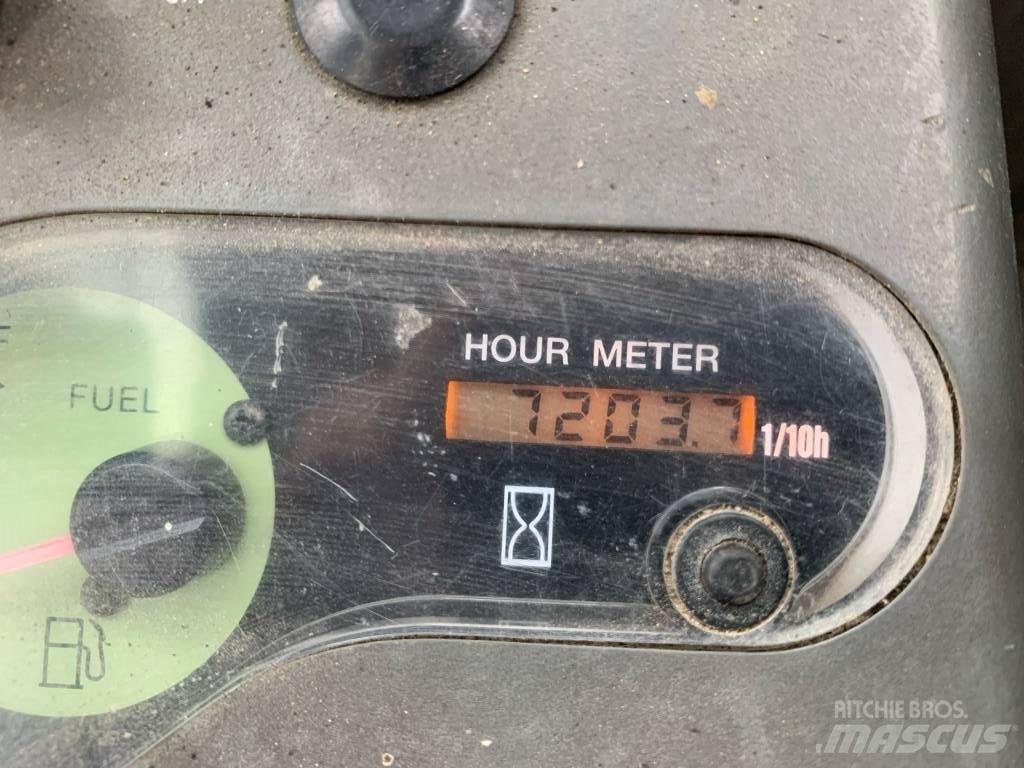 HOUR METER
7203.7 1/10h
FUEL
RITCHIE BROS.
MASCUS